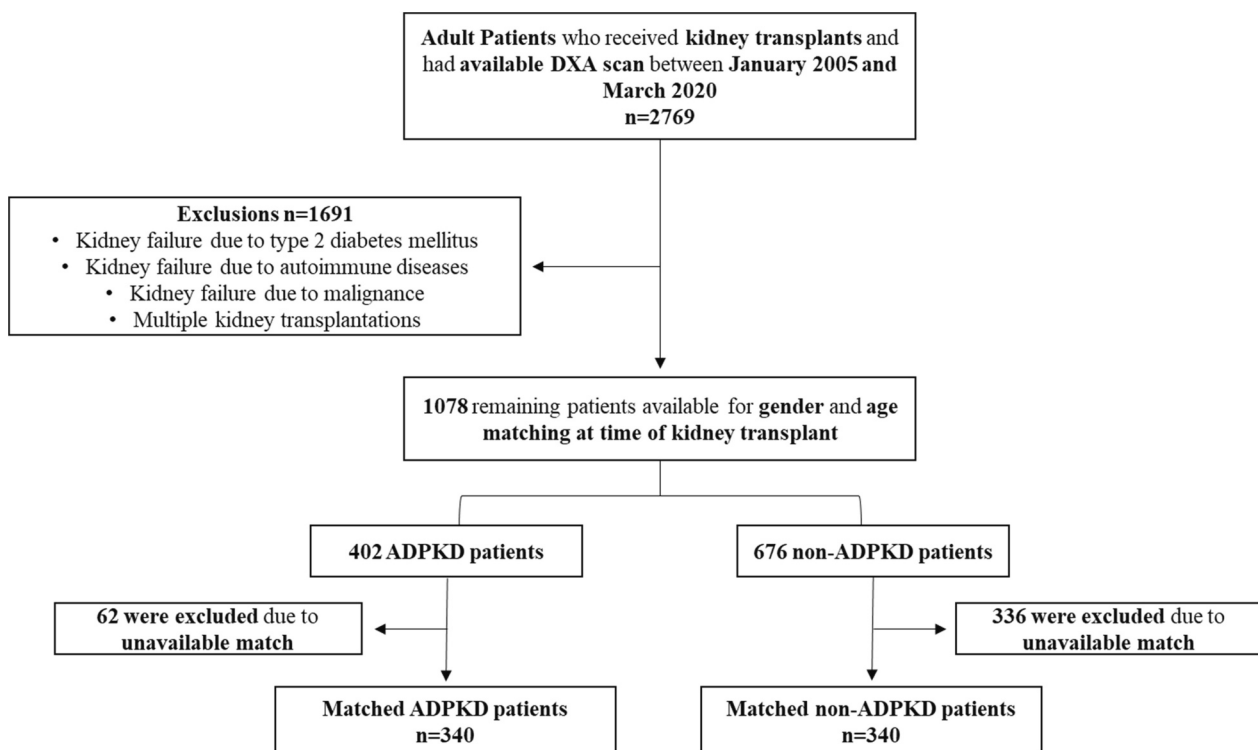 Adult Patients who received kidney transplants and
had available DXA scan between January 2005 and
March 2020
n=2769
Exclusions n=1691
• Kidney failure due to type 2 diabetes mellitus
• Kidney failure due to autoimmune diseases
• Kidney failure due to malignance
• Multiple kidney transplantations
1078 remaining patients available for gender and age
matching at time of kidney transplant
402 ADPKD patients
676 non-ADPKD patients
62 were excluded due to
unavailable match
336 were excluded due to
unavailable match
Matched ADPKD patients
n=340
Matched non-ADPKD patients
n=340